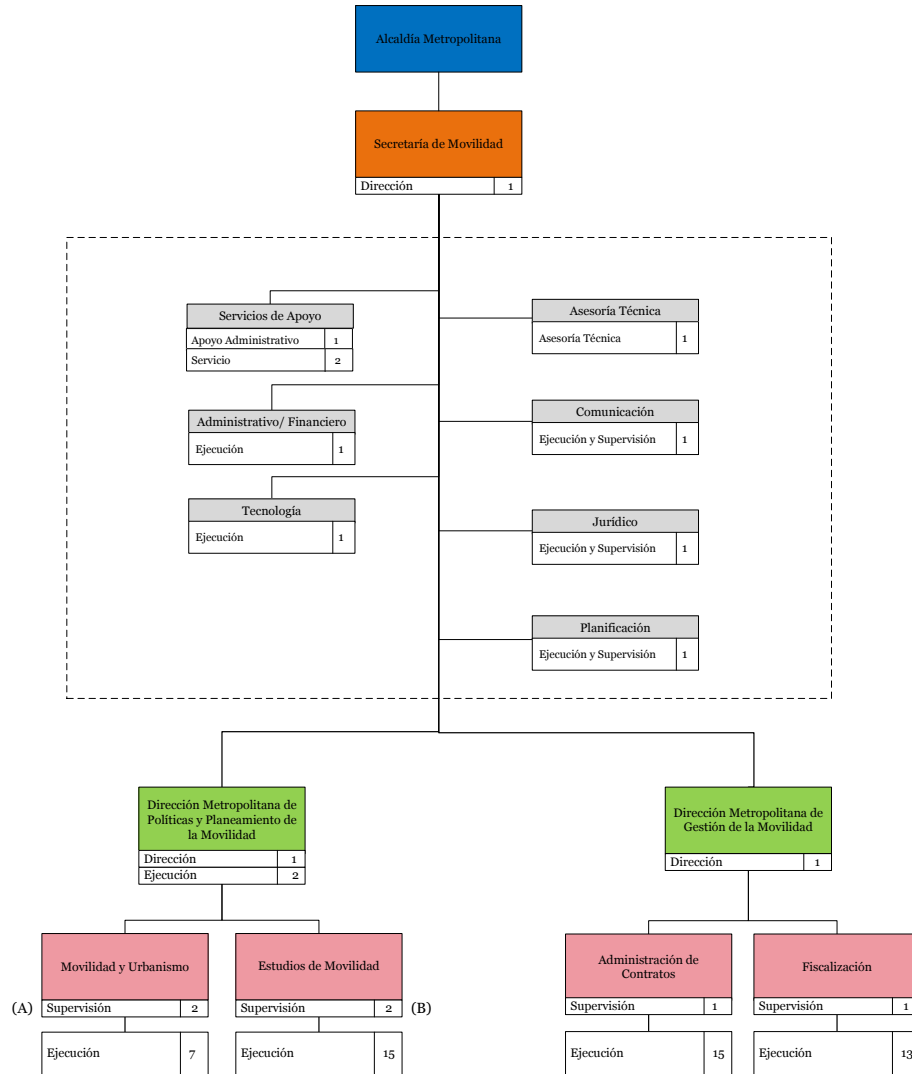 Alcaldía Metropolitana
Secretaría de Movilidad
Dirección 1
Servicios de Apoyo
Apoyo Administrativo 1
Servicio 2
Administrativo/ Financiero
Ejecución 1
Tecnología
Ejecución 1
Asesoría Técnica
Asesoría Técnica 1
Comunicación
Ejecución y Supervisión 1
Jurídico
Ejecución y Supervisión 1
Planificación
Ejecución y Supervisión 1
Dirección Metropolitana de
Políticas y Planeamiento de
la Movilidad
Dirección 1
Ejecución 2
Dirección Metropolitana de
Gestión de la Movilidad
Dirección 1
Movilidad y Urbanismo
(A) Supervisión 2
Ejecución 7
Estudios de Movilidad
Supervisión 2 (B)
Ejecución 15
Administración de
Contratos
Supervisión 1
Ejecución 15
Fiscalización
Supervisión 1
Ejecución 13